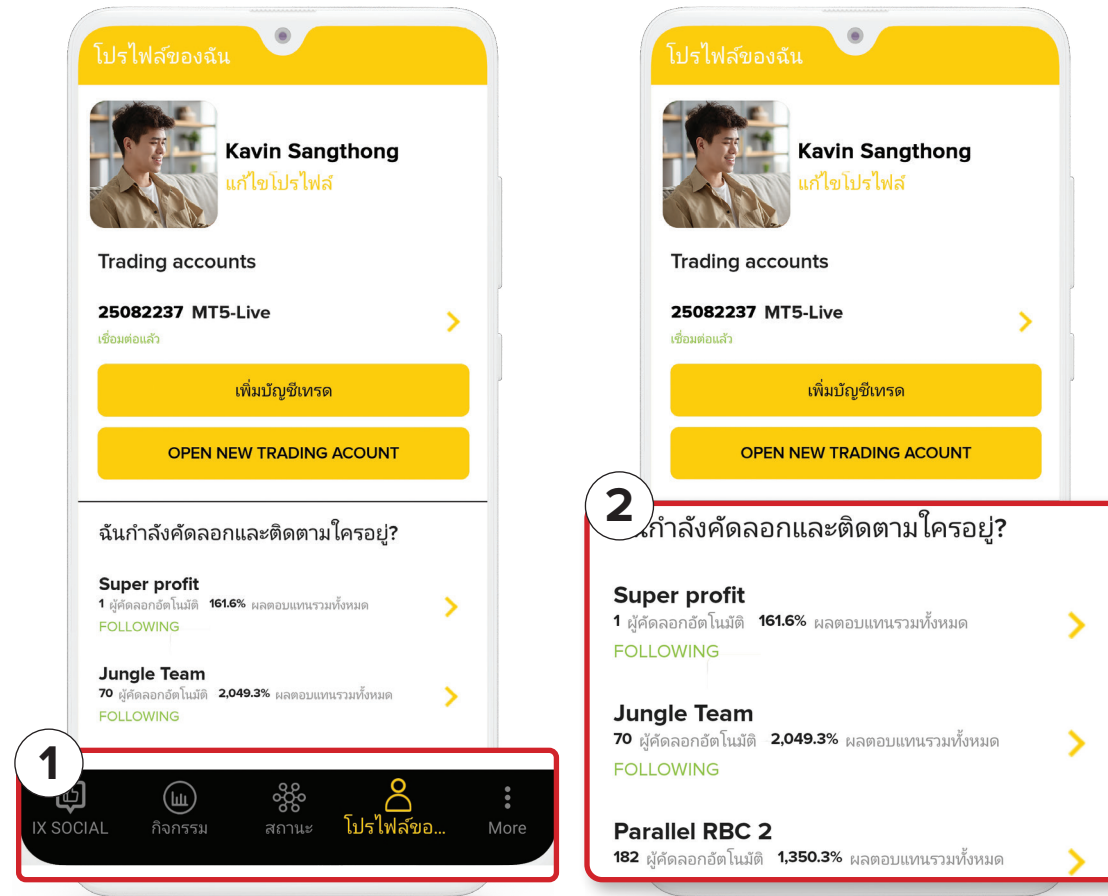 โปรไฟล์ของฉัน
Kavin Sangthong
แก้ไขโปรไฟล์
Trading accounts
25082237 MT5-Live
เชื่อมต่อแล้ว
เพิ่มบัญชีเทรด
OPEN NEW TRADING ACOUNT
ฉันกำลังคัดลอกและติดตามใครอยู่?
Super profit
1 ผู้คัดลอกอัตโนมัติ 161.6% ผลตอบแทนรวมทั้งหมด
FOLLOWING
Jungle Team
70 ผู้คัดลอกอัตโนมัติ 2,049.3% ผลตอบแทนรวมทั้งหมด
FOLLOWING
1
IX SOCIAL กิจกรรม สถานะ โปรไฟล์ขอ... More
โปรไฟล์ของฉัน
Kavin Sangthong
แก้ไขโปรไฟล์
Trading accounts
25082237 MT5-Live
เชื่อมต่อแล้ว
เพิ่มบัญชีเทรด
OPEN NEW TRADING ACOUNT
2
กำลังคัดลอกและติดตามใครอยู่?
Super profit
1 ผู้คัดลอกอัตโนมัติ 161.6% ผลตอบแทนรวมทั้งหมด
FOLLOWING
Jungle Team
70 ผู้คัดลอกอัตโนมัติ 2,049.3% ผลตอบแทนรวมทั้งหมด
FOLLOWING
Parallel RBC 2
182 ผู้คัดลอกอัตโนมัติ 1,350.3% ผลตอบแทนรวมทั้งหมด